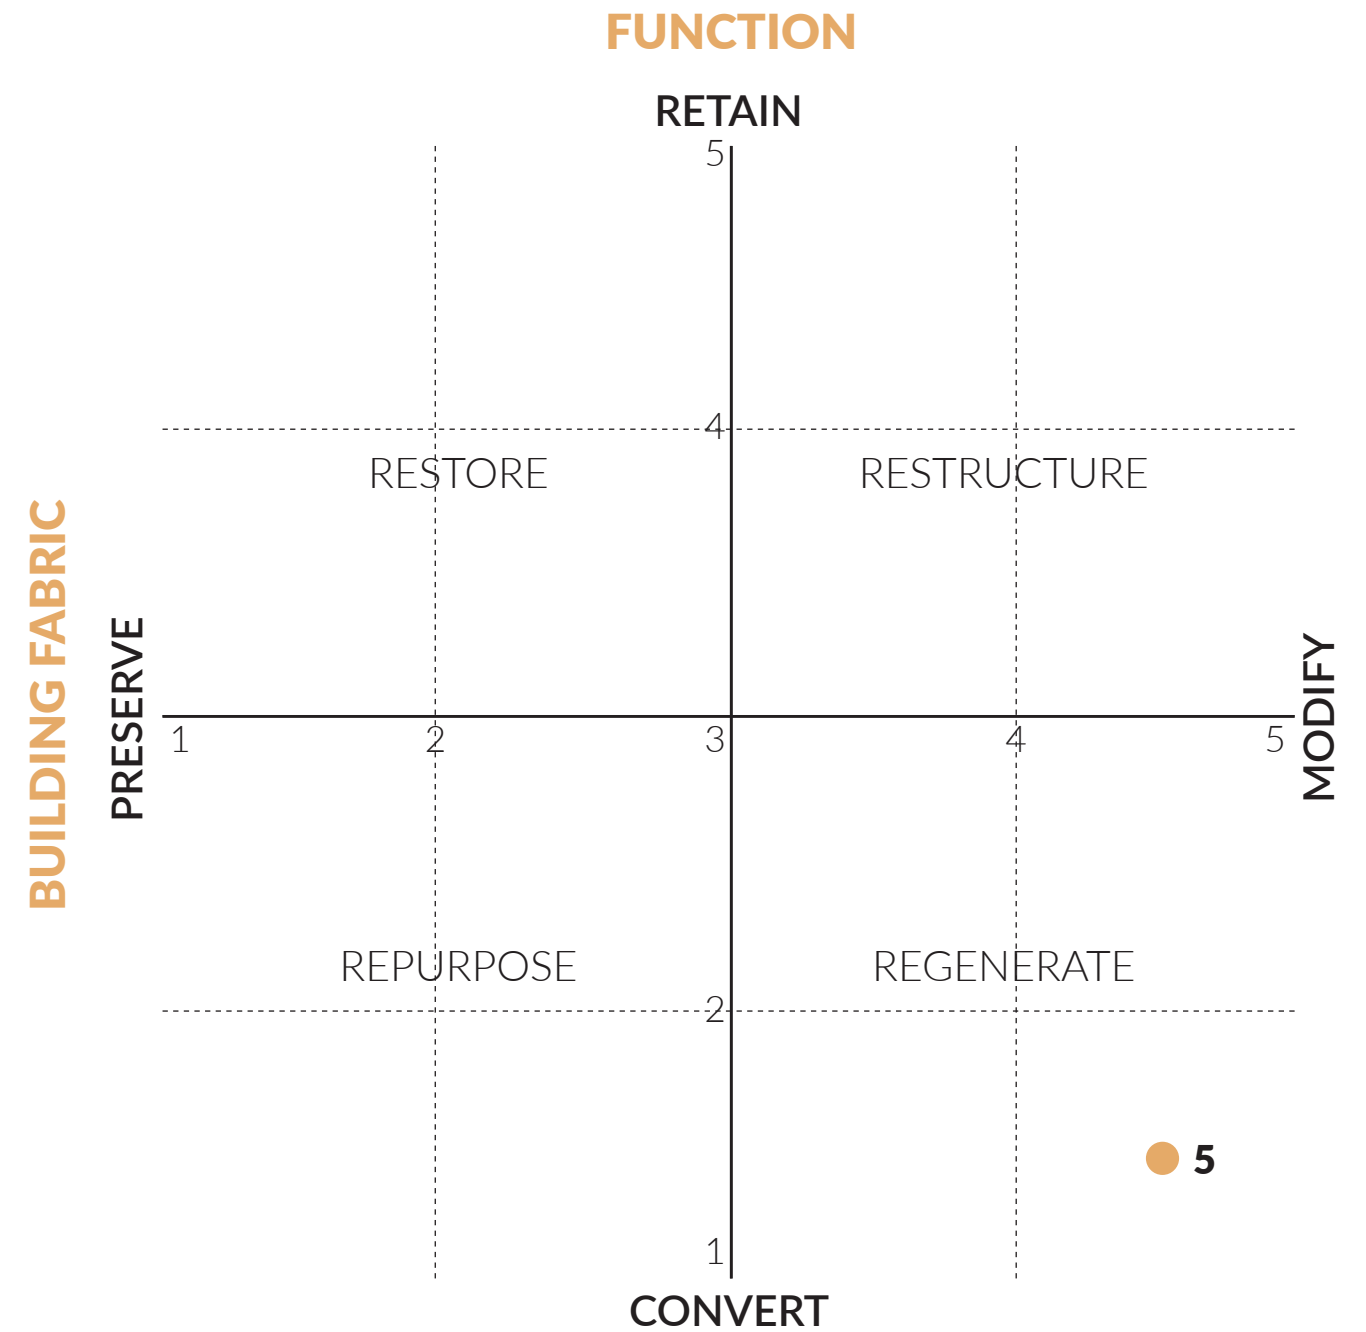 FUNCTION
RETAIN
5
4
RESTORE RESTRUCTURE
BUILDING FABRIC
PRESERVE
MODIFY
1 2 3 4 5
REPURPOSE REGENERATE
2
5
1
CONVERT